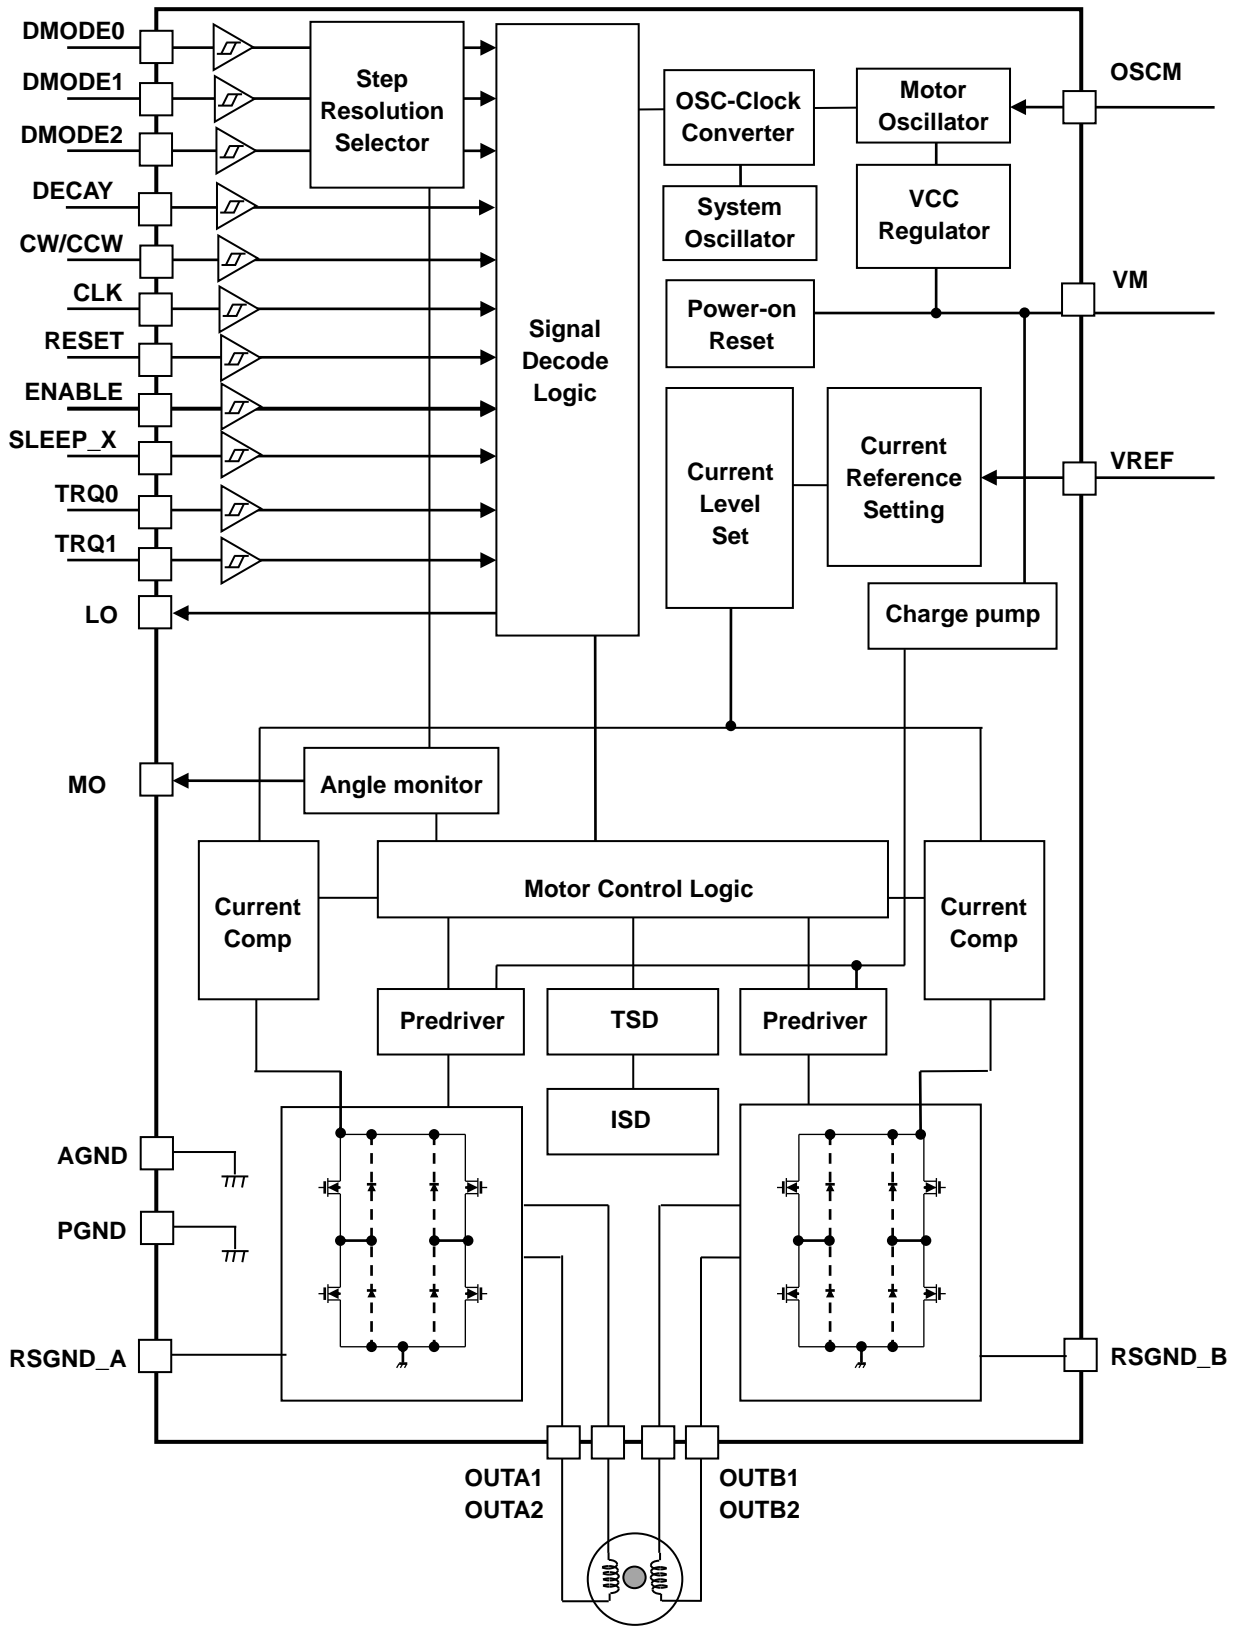 DMODE0
DMODE1
DMODE2
DECAY
CW/CCW
CLK
RESET
ENABLE
SLEEP_X
TRQ0
TRQ1
LO
MO
AGND
PGND
RSGND_A
Step
Resolution
Selector
Signal
Decode
Logic
OSC-Clock
Converter
System
Oscillator
Motor
Oscillator
VCC
Regulator
Power-on
Reset
Current
Level
Set
Current
Reference
Setting
Charge pump
OSCM
VM
VREF
Angle monitor
Motor Control Logic
Current
Comp
Current
Comp
Predriver
TSD
Predriver
ISD
RSGND_B
OUTA1
OUTA2
OUTB1
OUTB2